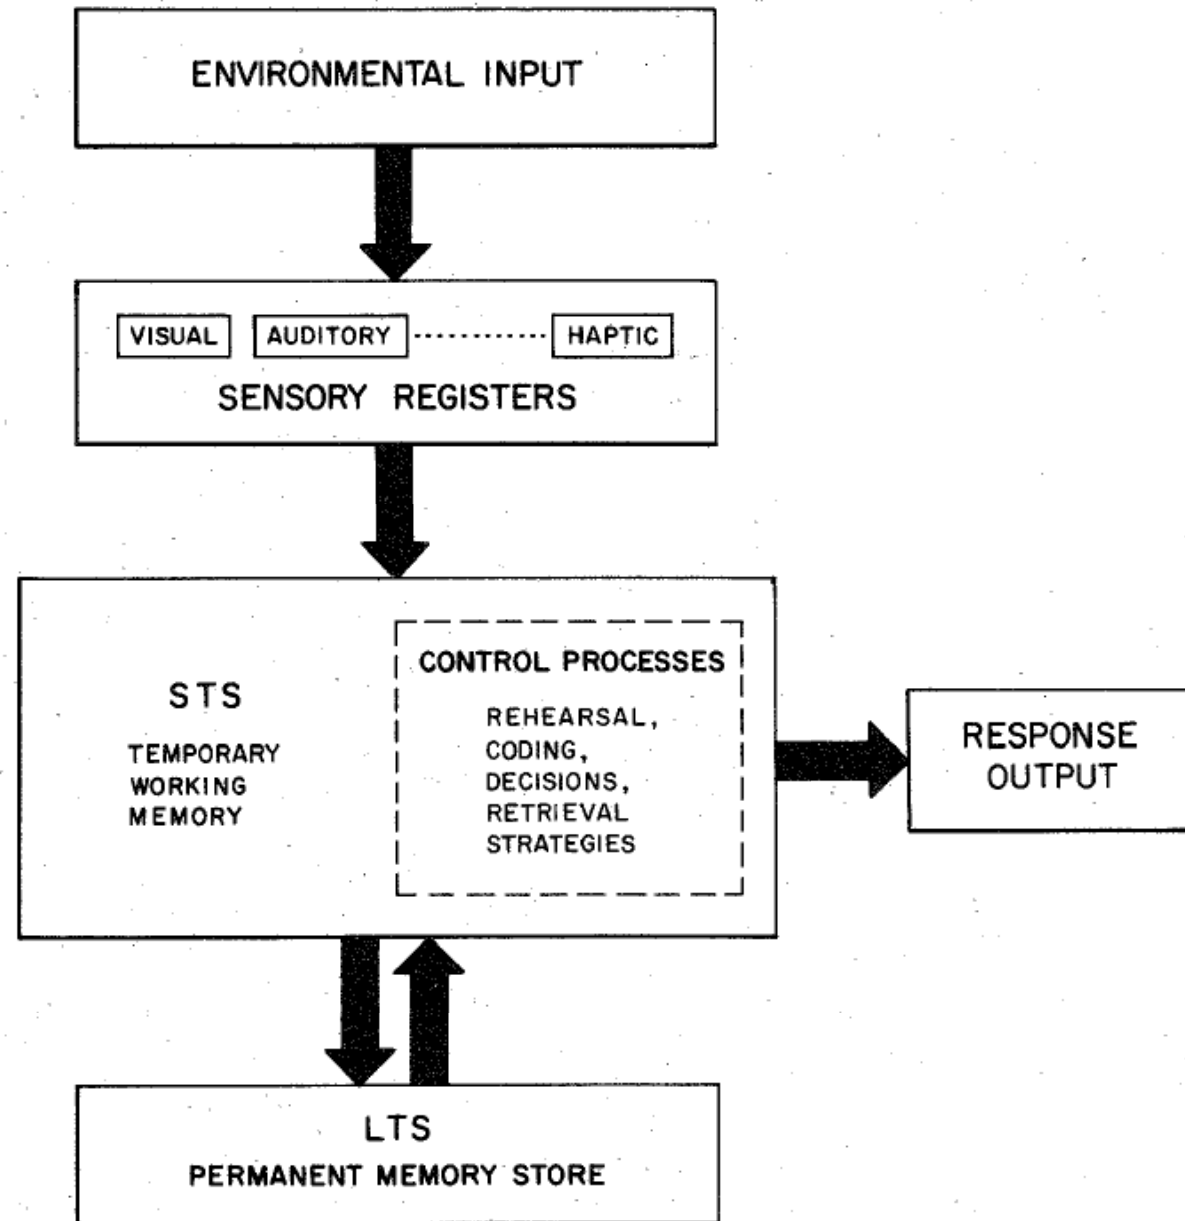 ENVIRONMENTAL INPUT
VISUAL
AUDITORY
HAPTIC
SENSORY REGISTERS
STS
TEMPORARY
WORKING
MEMORY
CONTROL PROCESSES
REHEARSAL,
CODING,
DECISIONS,
RETRIEVAL
STRATEGIES
RESPONSE
OUTPUT
LTS
PERMANENT MEMORY STORE